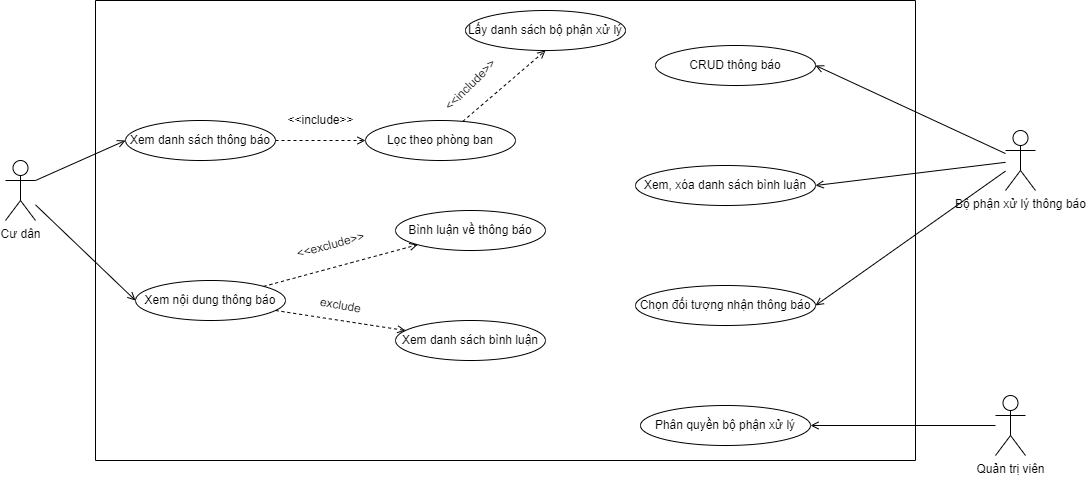 Lấy danh sách bộ phận xử lý
<<include>>
CRUD thông báo
Xem danh sách thông báo
<<include>>
Lọc theo phòng ban
Cư dân
Xem, xóa danh sách bình luận
Bộ phận xử lý thông báo
Bình luận về thông báo
<<exclude>>
Xem nội dung thông báo
exclude
Xem danh sách bình luận
Chọn đối tượng nhận thông báo
Phân quyền bộ phận xử lý
Quản trị viên